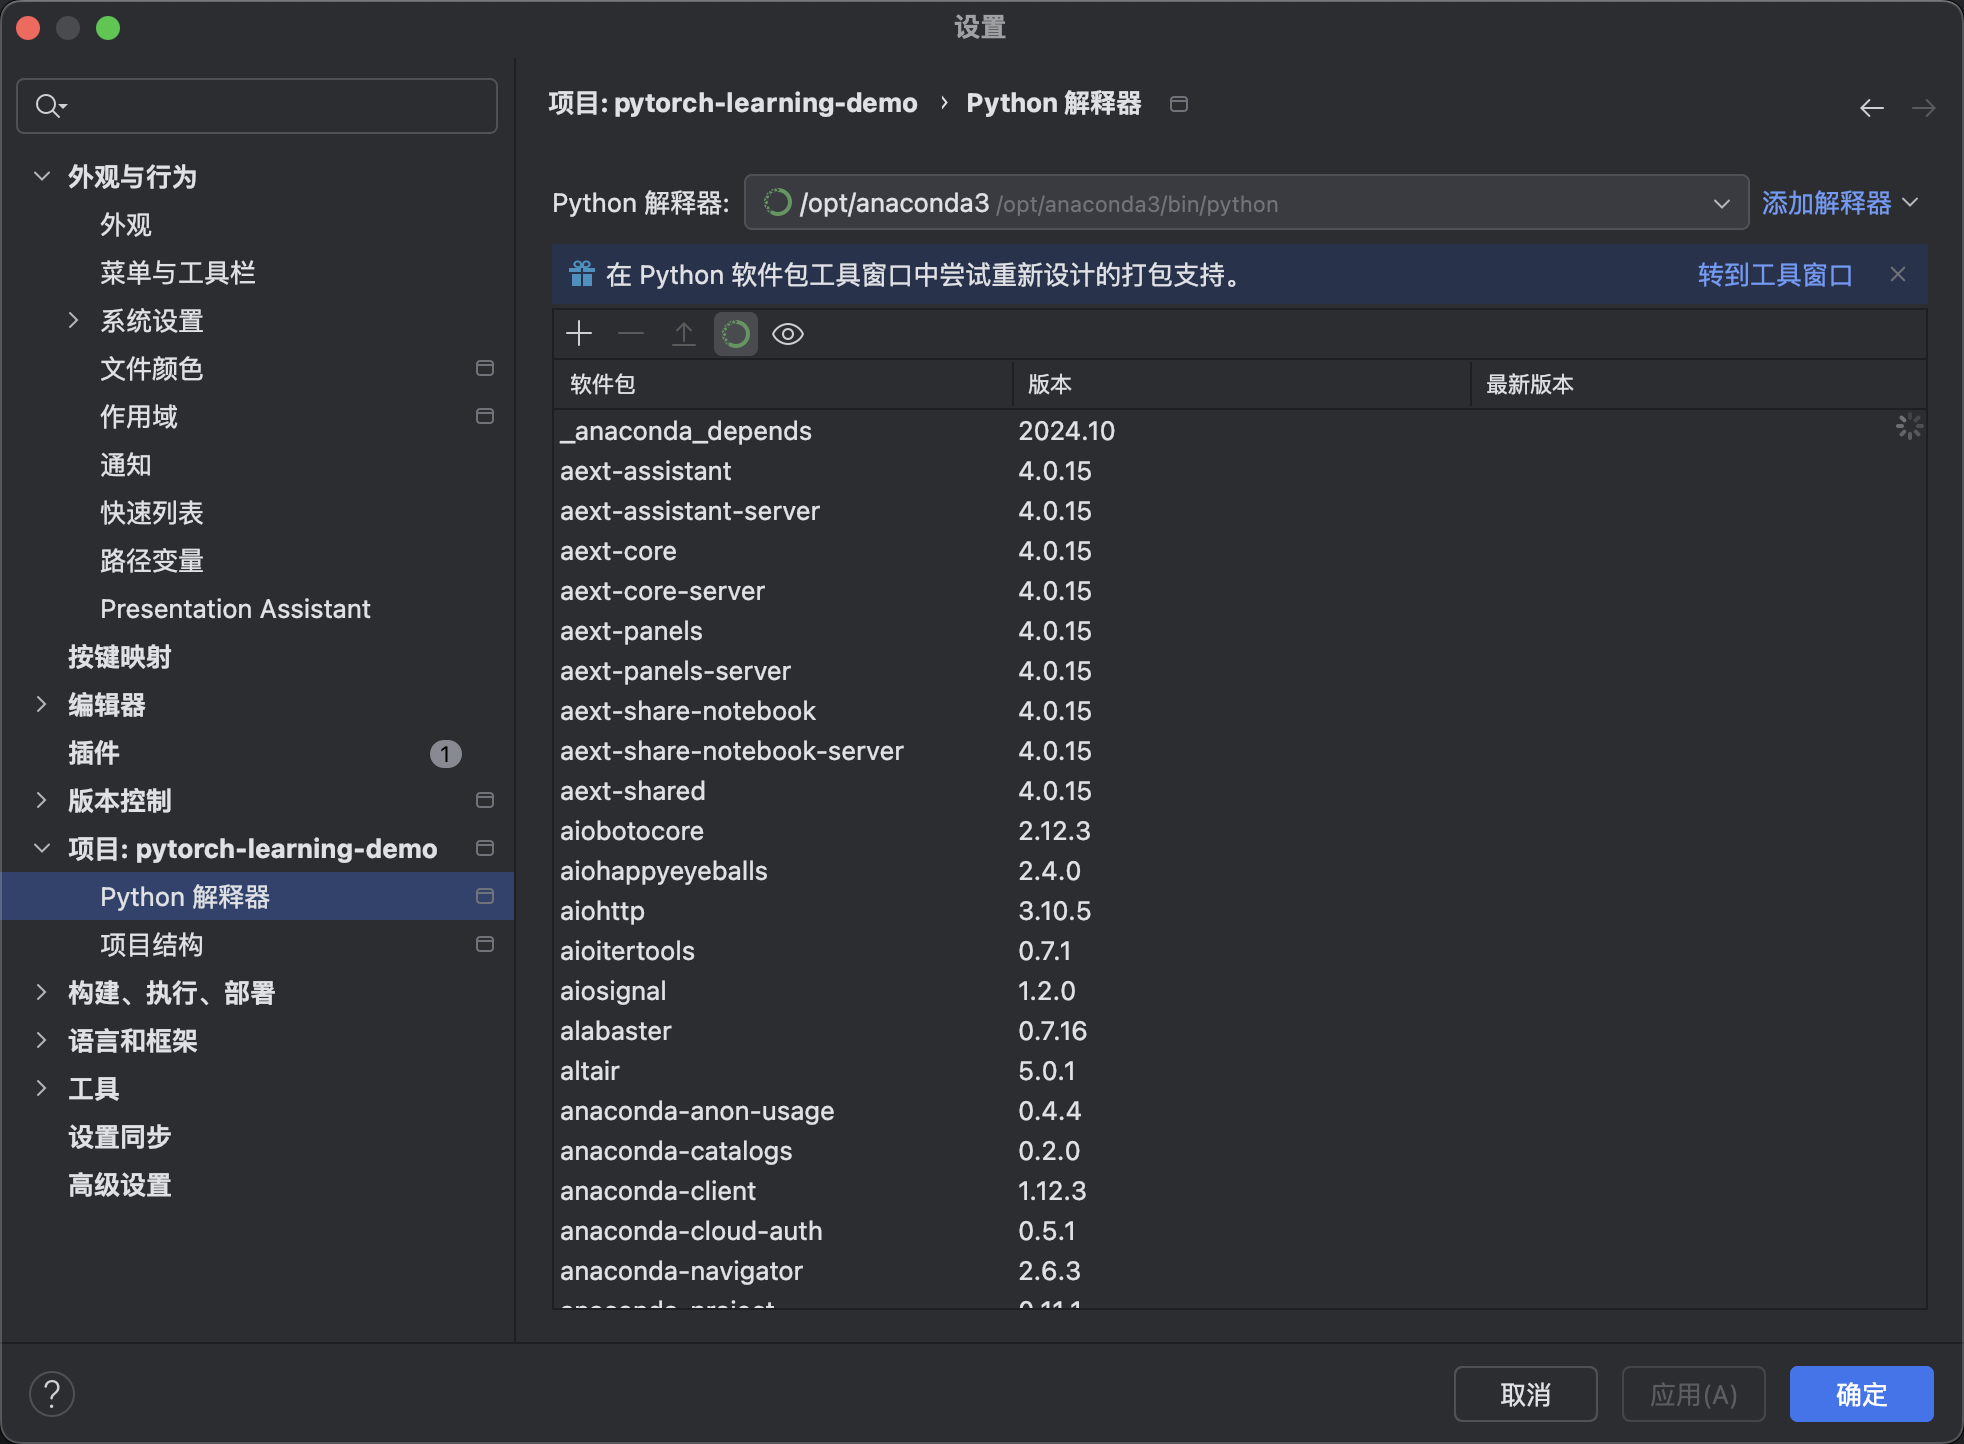 设置
外观与行为
外观
菜单与工具栏
系统设置
文件颜色
作用域
通知
快速列表
路径变量
Presentation Assistant
按键映射
编辑器
插件 1
版本控制
项目: pytorch-learning-demo
Python 解释器
项目结构
构建、执行、部署
语言和框架
工具
设置同步
高级设置
项目: pytorch-learning-demo › Python 解释器
Python 解释器: /opt/anaconda3 /opt/anaconda3/bin/python 添加解释器
在 Python 软件包工具窗口中尝试重新设计的打包支持。 转到工具窗口
软件包 版本 最新版本
_anaconda_depends 2024.10
aext-assistant 4.0.15
aext-assistant-server 4.0.15
aext-core 4.0.15
aext-core-server 4.0.15
aext-panels 4.0.15
aext-panels-server 4.0.15
aext-share-notebook 4.0.15
aext-share-notebook-server 4.0.15
aext-shared 4.0.15
aiobotocore 2.12.3
aiohappyeyeballs 2.4.0
aiohttp 3.10.5
aioitertools 0.7.1
aiosignal 1.2.0
alabaster 0.7.16
altair 5.0.1
anaconda-anon-usage 0.4.4
anaconda-catalogs 0.2.0
anaconda-client 1.12.3
anaconda-cloud-auth 0.5.1
anaconda-navigator 2.6.3
anaconda-project 0.11.1
?
取消 应用(A) 确定